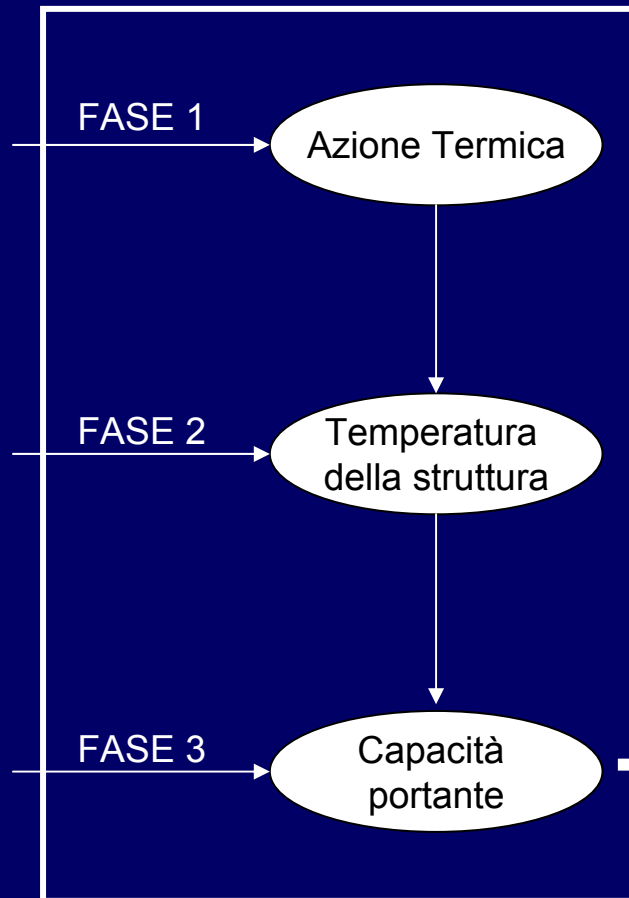 FASE 1
Azione Termica
FASE 2
Temperatura
della struttura
FASE 3
Capacità
portante